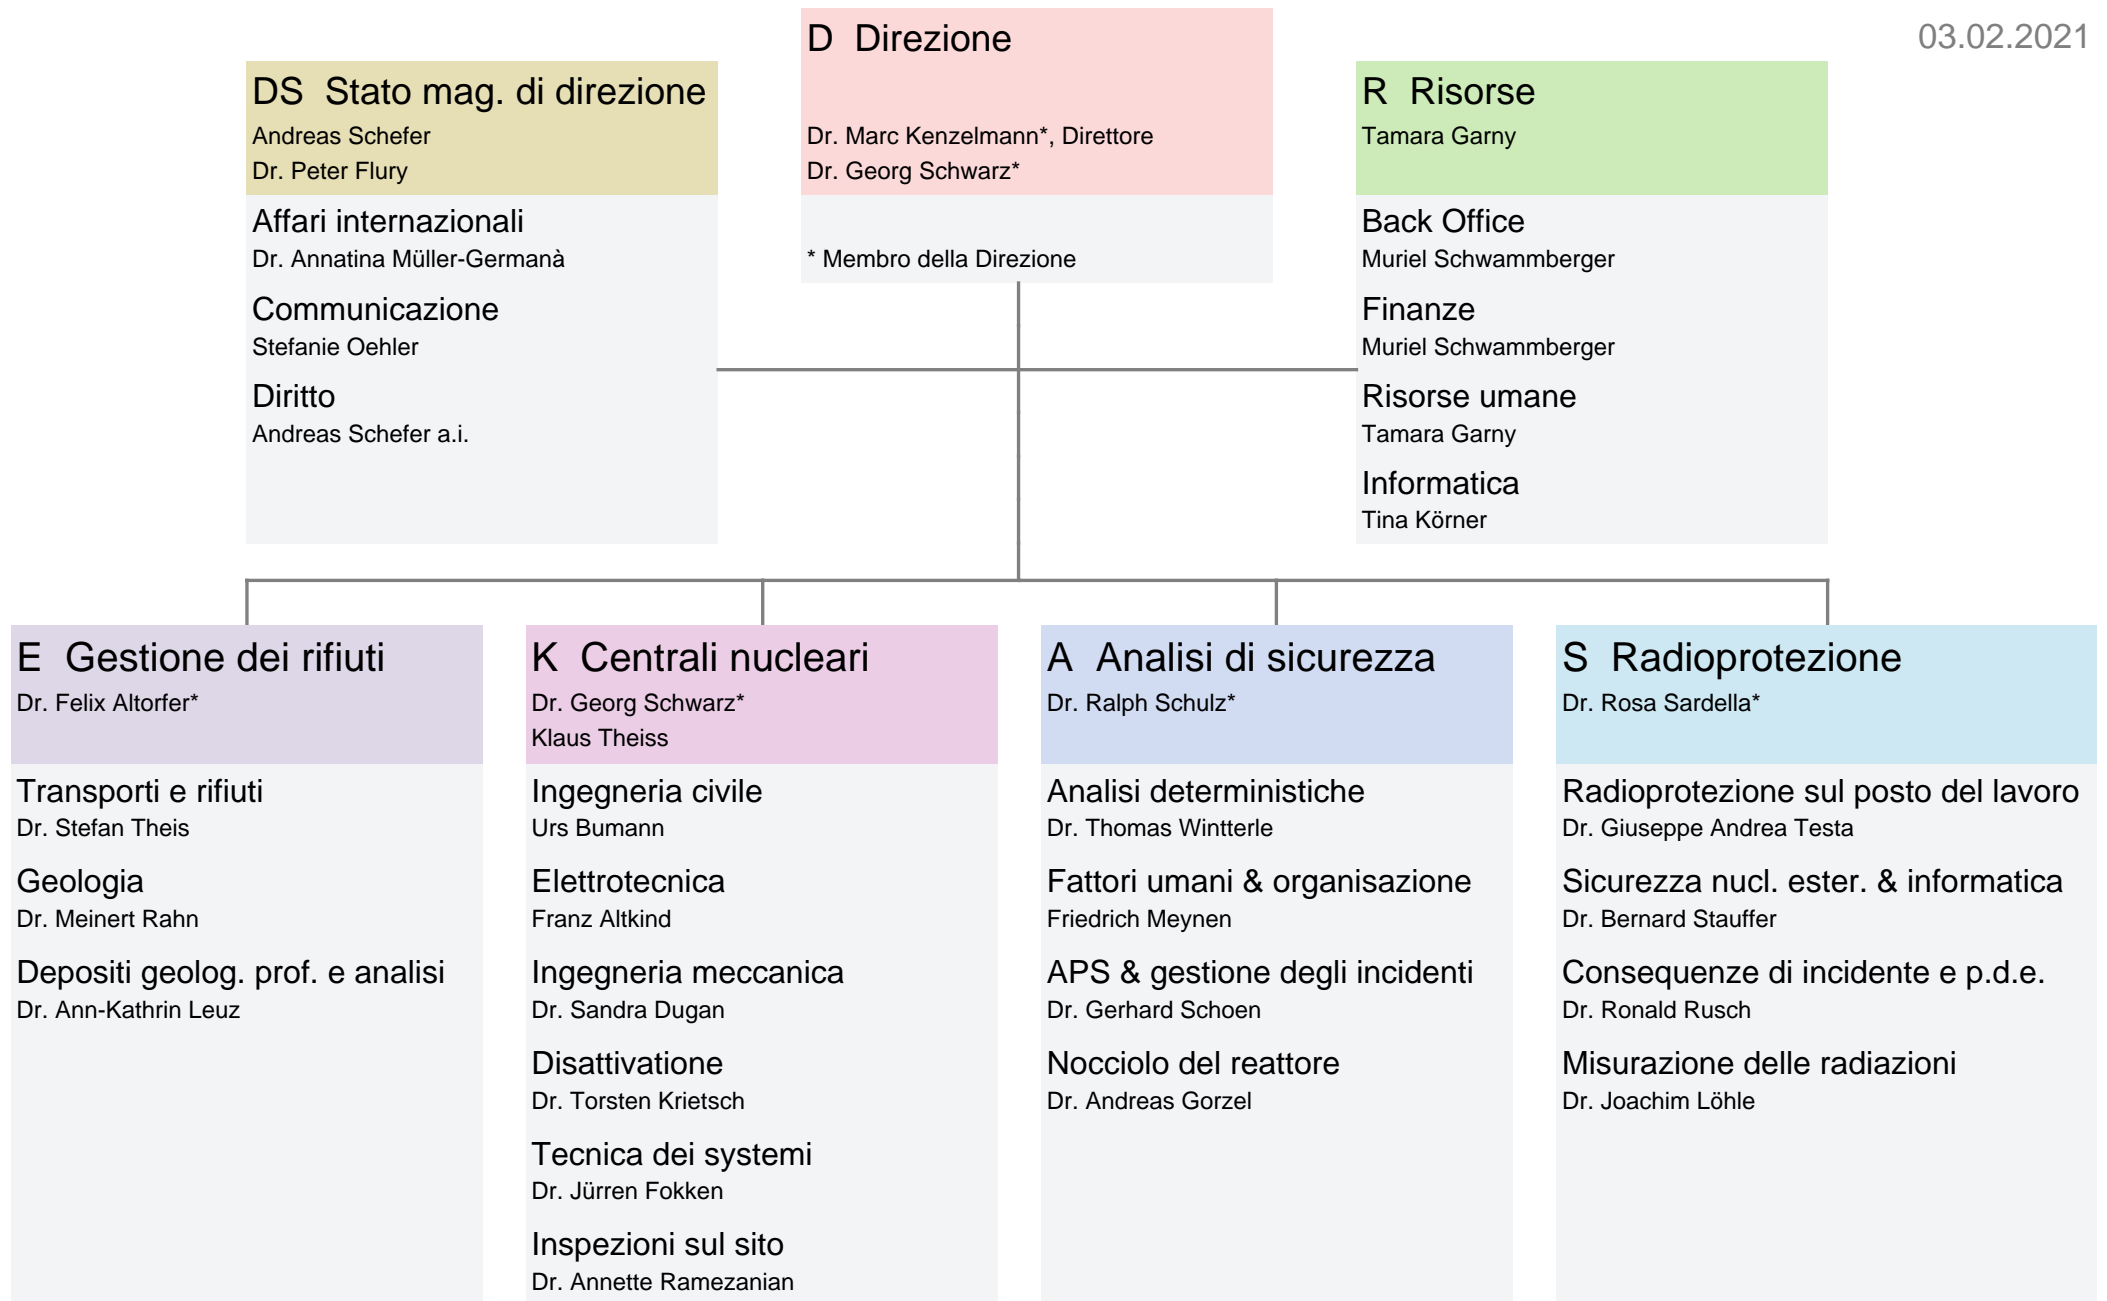 D Direzione
Dr. Marc Kenzelmann*, Direttore
Dr. Georg Schwarz*
* Membro della Direzione
03.02.2021
DS Stato mag. di direzione
Andreas Schefer
Dr. Peter Flury
Affari internazionali
Dr. Annatina Müller-Germanà
Communicazione
Stefanie Oehler
Diritto
Andreas Schefer a.i.
R Risorse
Tamara Garny
Back Office
Muriel Schwammberger
Finanze
Muriel Schwammberger
Risorse umane
Tamara Garny
Informatica
Tina Körner
E Gestione dei rifiuti
Dr. Felix Altorfer*
Transporti e rifiuti
Dr. Stefan Theis
Geologia
Dr. Meinert Rahn
Depositi geolog. prof. e analisi
Dr. Ann-Kathrin Leuz
K Centrali nucleari
Dr. Georg Schwarz*
Klaus Theiss
Ingegneria civile
Urs Bumann
Elettrotecnica
Franz Altkind
Ingegneria meccanica
Dr. Sandra Dugan
Disattivatione
Dr. Torsten Krietsch
Tecnica dei systemi
Dr. Jürren Fokken
Inspezioni sul sito
Dr. Annette Ramezanian
A Analisi di sicurezza
Dr. Ralph Schulz*
Analisi deterministiche
Dr. Thomas Wintterle
Fattori umani & organisazione
Friedrich Meynen
APS & gestione degli incidenti
Dr. Gerhard Schoen
Nocciolo del reattore
Dr. Andreas Gorzel
S Radioprotezione
Dr. Rosa Sardella*
Radioprotezione sul posto del lavoro
Dr. Giuseppe Andrea Testa
Sicurezza nucl. ester. & informatica
Dr. Bernard Stauffer
Consequenze di incidente e p.d.e.
Dr. Ronald Rusch
Misurazione delle radiazioni
Dr. Joachim Löhle